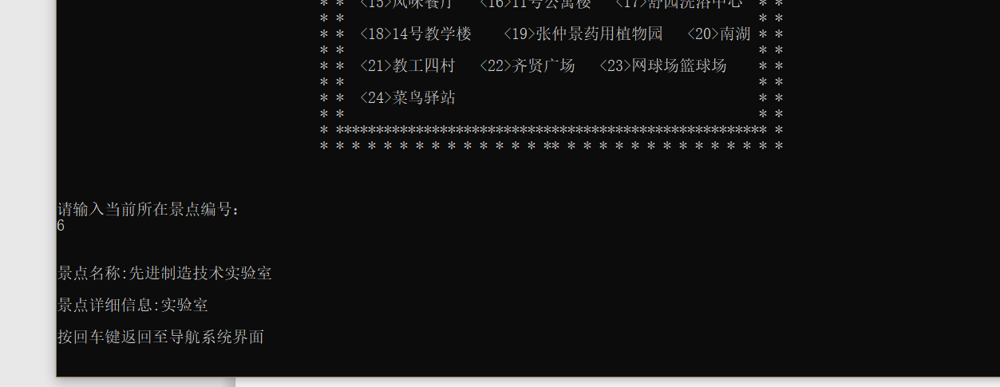 * * <15>风味餐厅 <16>11号公寓楼 <17>舒园洗浴中心 * *
* * * *
* * <18>14号教学楼 <19>张仲景药用植物园 <20>南湖 * *
* * * *
* * <21>教工四村 <22>齐贤广场 <23>网球场篮球场 * *
* * * *
* * <24>菜鸟驿站 * *
* * * *
* ****************************************************** *
* * * * * * * * * * * * * * ** * * * * * * * * * * * * * *
请输入当前所在景点编号:
6
景点名称:先进制造技术实验室
景点详细信息:实验室
按回车键返回至导航系统界面